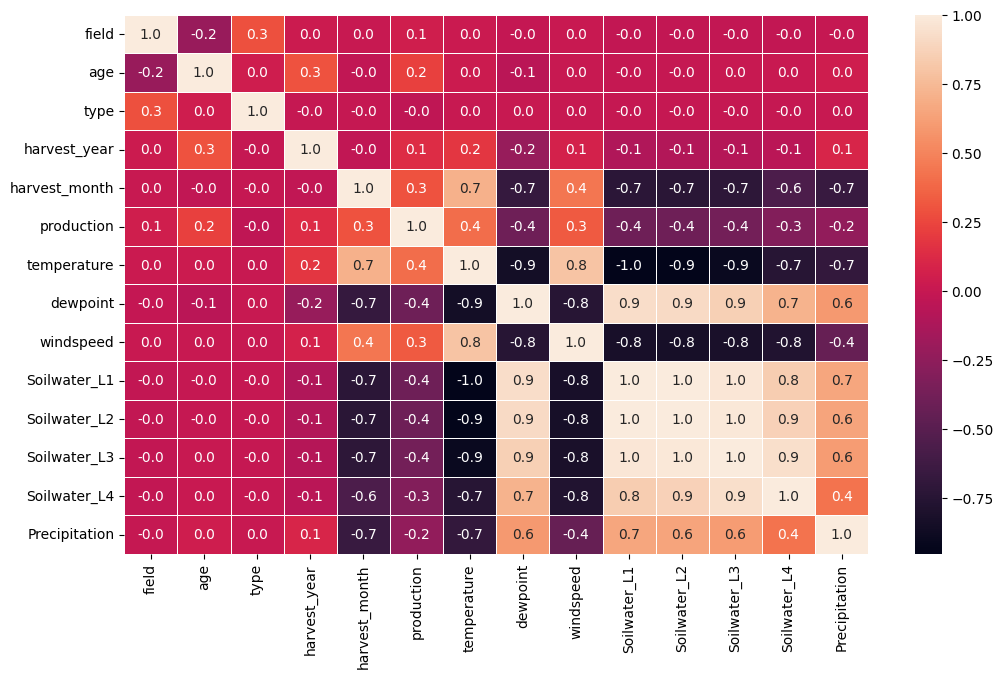 field 1.0 -0.2 0.3 0.0 0.0 0.1 0.0 -0.0 0.0 -0.0 -0.0 -0.0 -0.0 -0.0
age -0.2 1.0 0.0 0.3 -0.0 0.2 0.0 -0.1 0.0 -0.0 -0.0 0.0 0.0 0.0
type 0.3 0.0 1.0 -0.0 -0.0 -0.0 0.0 0.0 0.0 -0.0 -0.0 -0.0 -0.0 0.0
harvest_year 0.0 0.3 -0.0 1.0 -0.0 0.1 0.2 -0.2 0.1 -0.1 -0.1 -0.1 -0.1 0.1
harvest_month 0.0 -0.0 -0.0 -0.0 1.0 0.3 0.7 -0.7 0.4 -0.7 -0.7 -0.7 -0.6 -0.7
production 0.1 0.2 -0.0 0.1 0.3 1.0 0.4 -0.4 0.3 -0.4 -0.4 -0.4 -0.3 -0.2
temperature 0.0 0.0 0.0 0.2 0.7 0.4 1.0 -0.9 0.8 -1.0 -0.9 -0.9 -0.7 -0.7
dewpoint -0.0 -0.1 0.0 -0.2 -0.7 -0.4 -0.9 1.0 -0.8 0.9 0.9 0.9 0.7 0.6
windspeed 0.0 0.0 0.0 0.1 0.4 0.3 0.8 -0.8 1.0 -0.8 -0.8 -0.8 -0.8 -0.4
Soilwater_L1 -0.0 -0.0 -0.0 -0.1 -0.7 -0.4 -1.0 0.9 -0.8 1.0 1.0 1.0 0.8 0.7
Soilwater_L2 -0.0 -0.0 -0.0 -0.1 -0.7 -0.4 -0.9 0.9 -0.8 1.0 1.0 1.0 0.9 0.6
Soilwater_L3 -0.0 0.0 -0.0 -0.1 -0.7 -0.4 -0.9 0.9 -0.8 1.0 1.0 1.0 0.9 0.6
Soilwater_L4 -0.0 0.0 -0.0 -0.1 -0.6 -0.3 -0.7 0.7 -0.8 0.8 0.9 0.9 1.0 0.4
Precipitation -0.0 0.0 0.0 0.1 -0.7 -0.2 -0.7 0.6 -0.4 0.7 0.6 0.6 0.4 1.0
field
age
type
harvest_year
harvest_month
production
temperature
dewpoint
windspeed
Soilwater_L1
Soilwater_L2
Soilwater_L3
Soilwater_L4
Precipitation
1.00
0.75
0.50
0.25
0.00
−0.25
−0.50
−0.75